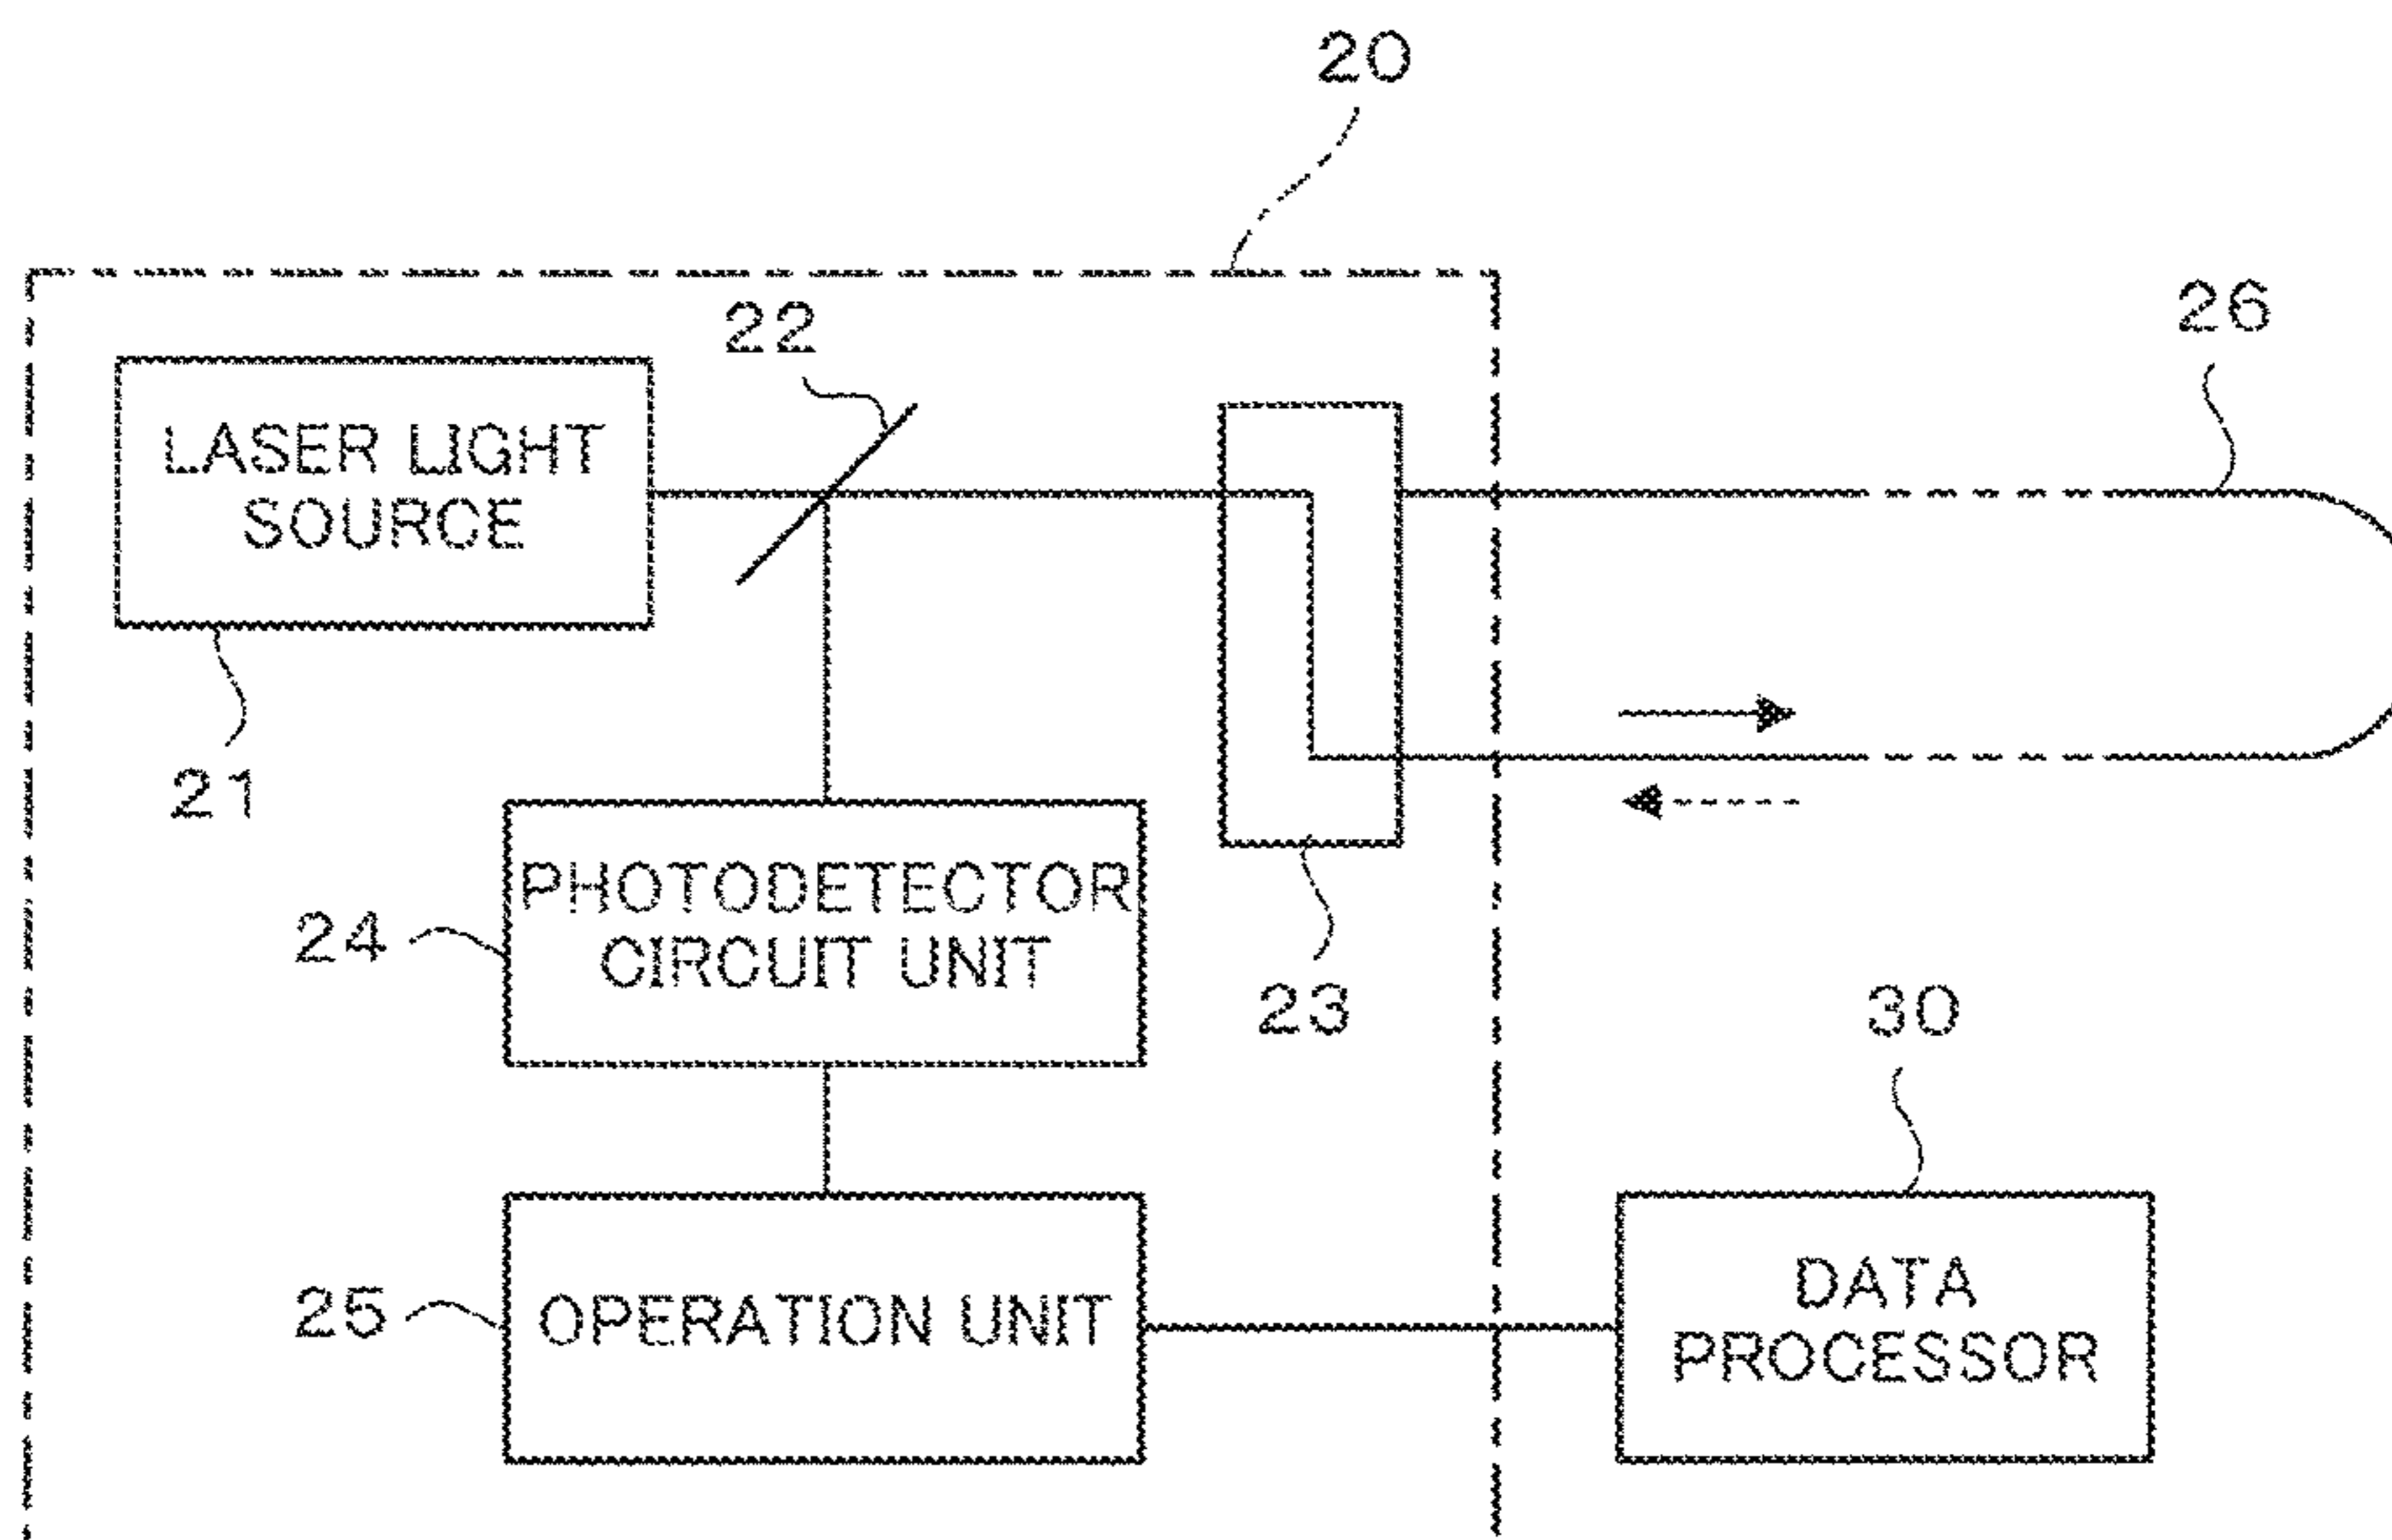 20
26
22
LASER LIGHT
SOURCE
21
PHOTODETECTOR
CIRCUIT UNIT
24
23
30
25
OPERATION UNIT
DATA
PROCESSOR